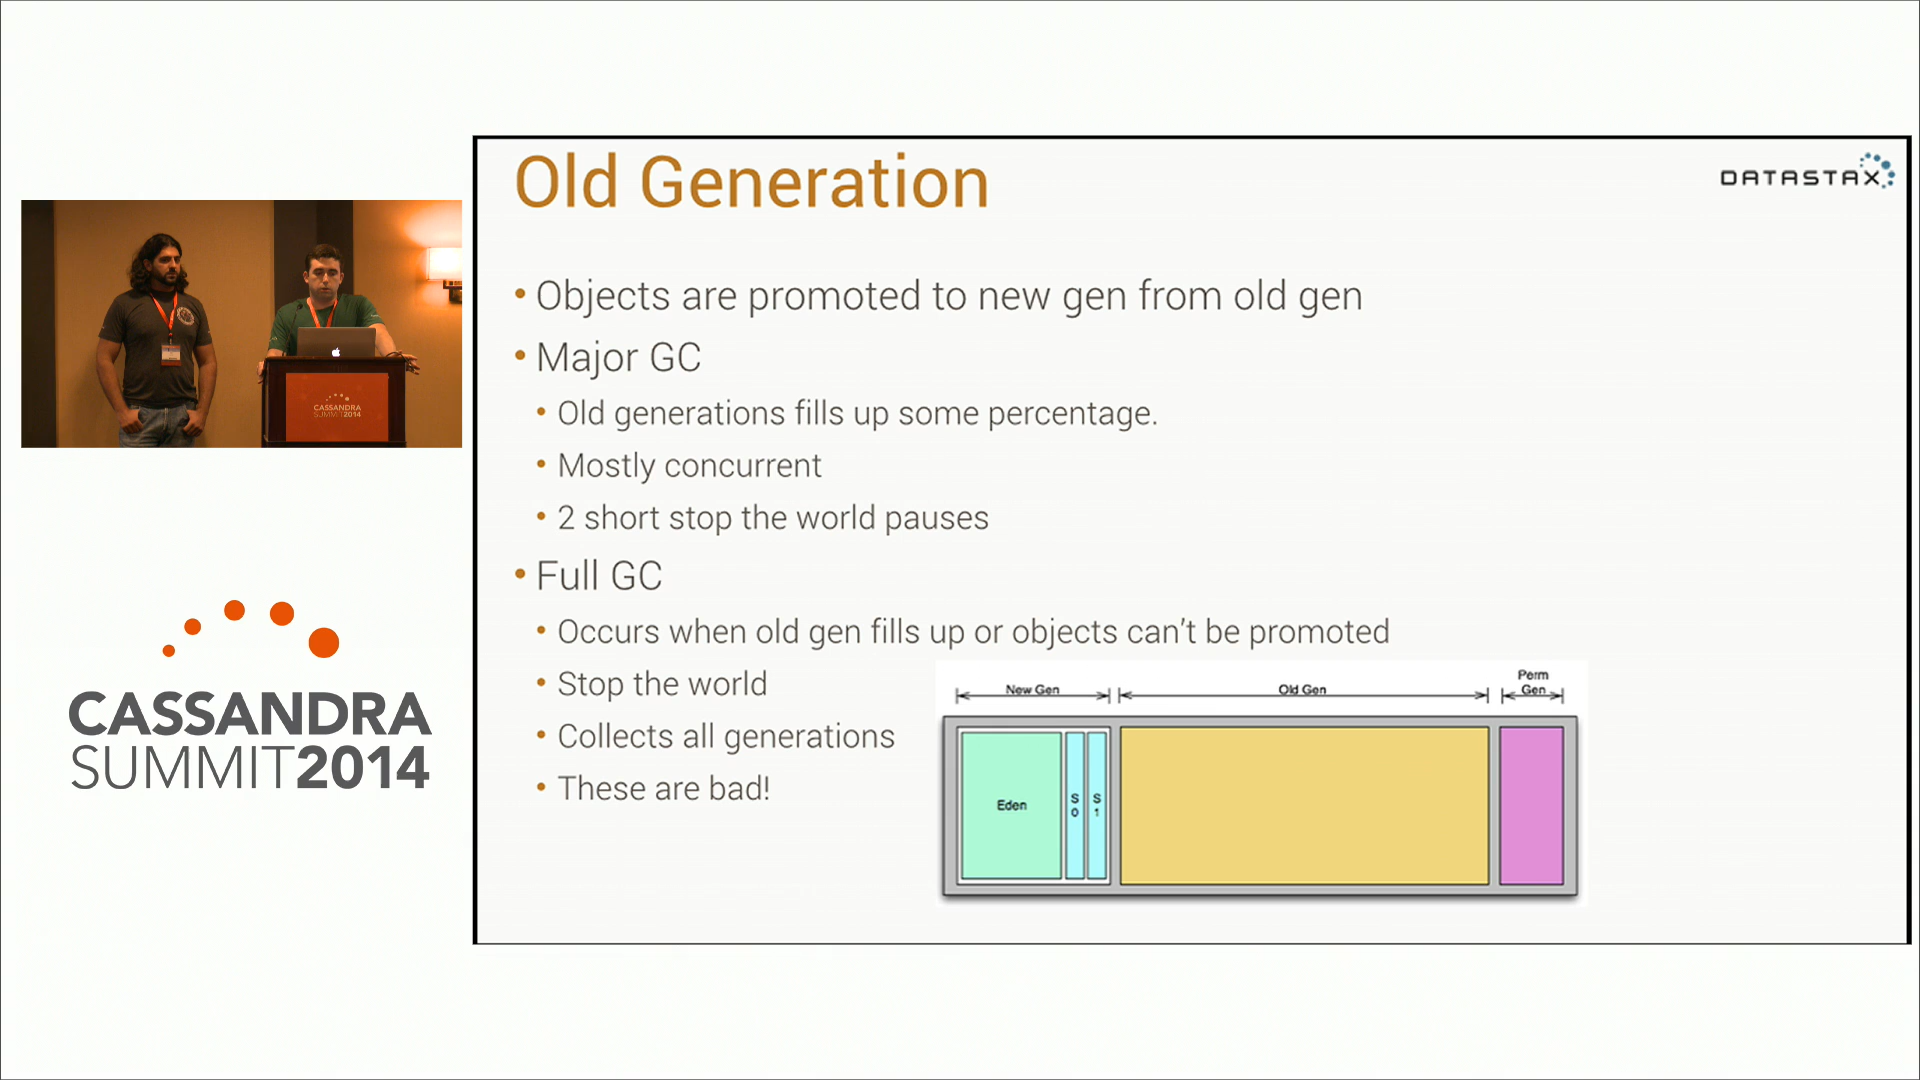 Old Generation
DATASTAX
• Objects are promoted to new gen from old gen
• Major GC
• Old generations fills up some percentage.
• Mostly concurrent
• 2 short stop the world pauses
• Full GC
• Occurs when old gen fills up or objects can't be promoted
• Stop the world
• Collects all generations
• These are bad!
New Gen
Old Gen
Perm
Gen
Eden
S
0
S
1
CASSANDRA
SUMMIT2014
CASSANDRA
SUMMIT2014